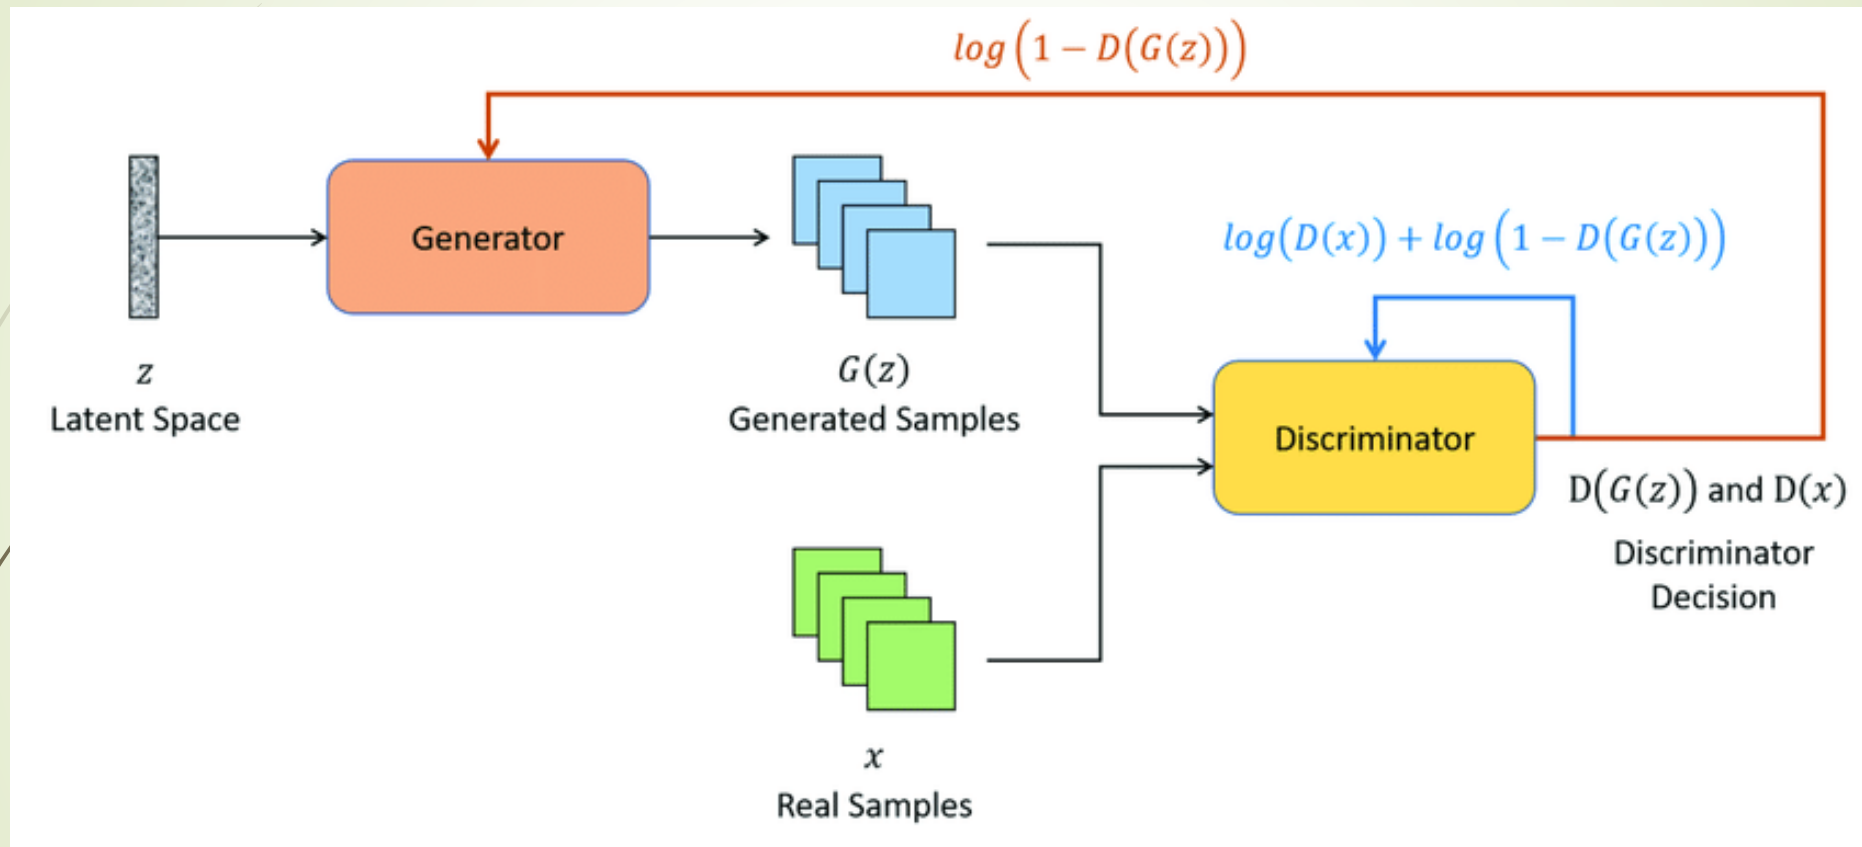 log(1 − D(G(z)))
Generator
log(D(x)) + log(1 − D(G(z)))
z
Latent Space
G(z)
Generated Samples
Discriminator
D(G(z)) and D(x)
Discriminator
Decision
x
Real Samples